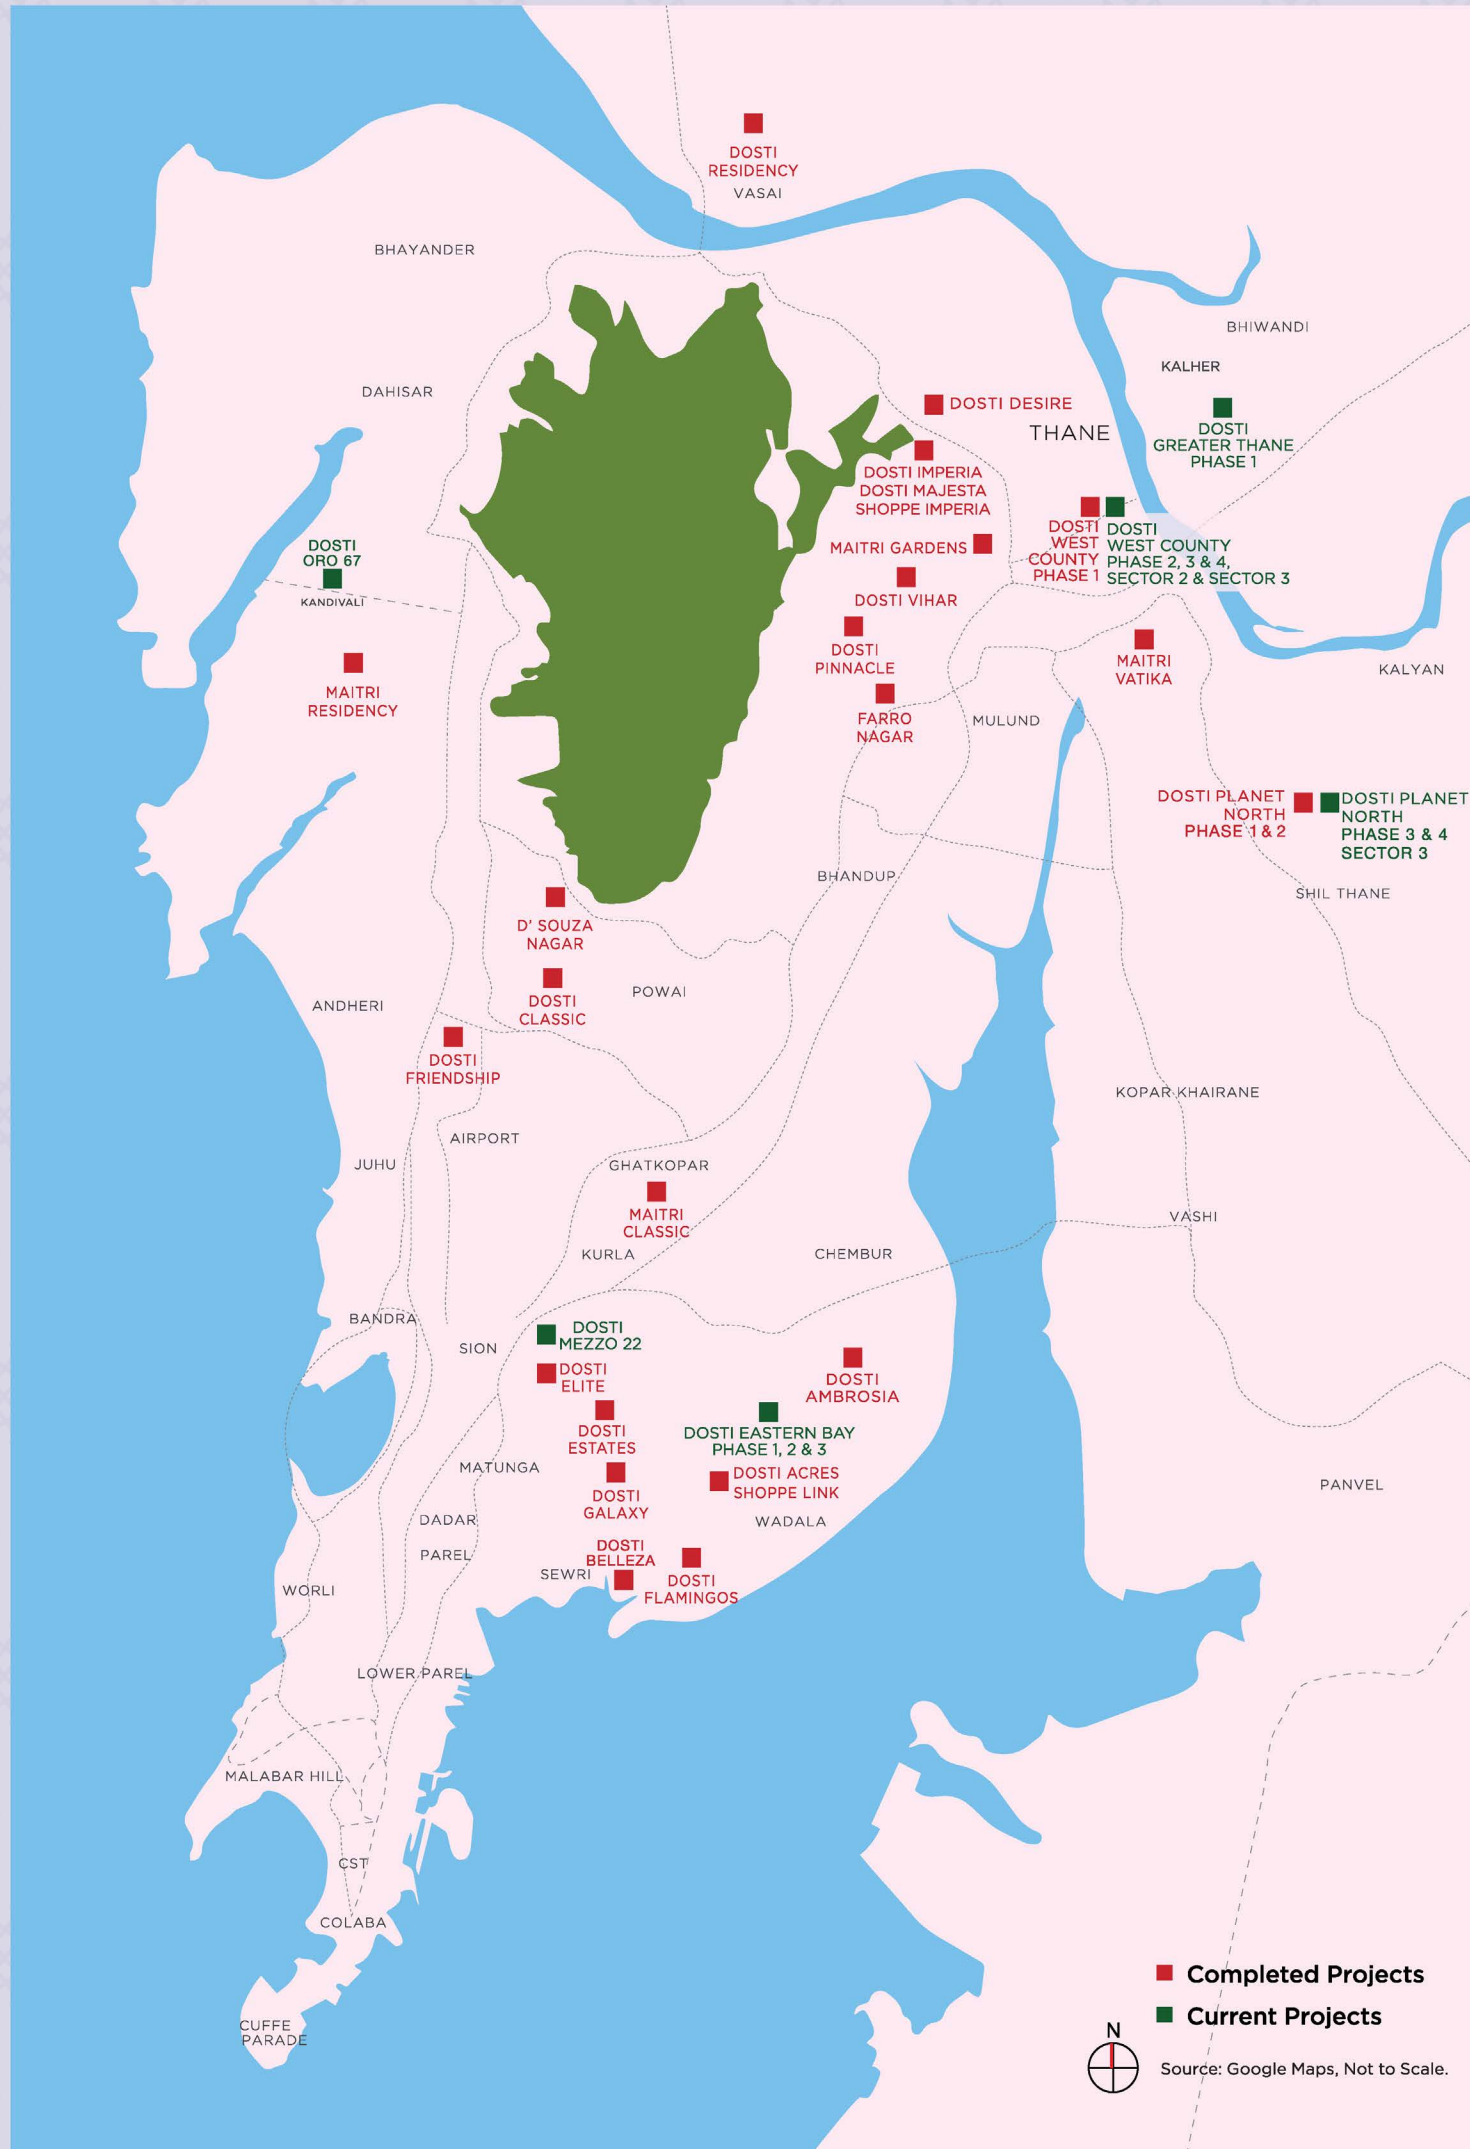 DOSTI
RESIDENCY
VASAI
BHAYANDER
BHIWANDI
KALHER
DAHISAR
DOSTI DESIRE
THANE
DOSTI
GREATER THANE
PHASE 1
DOSTI IMPERIA
DOSTI MAJESTA
SHOPPE IMPERIA
DOSTI
WEST
COUNTY
PHASE 1
DOSTI
WEST COUNTY
PHASE 2, 3 & 4,
SECTOR 2 & SECTOR 3
MAITRI GARDENS
DOSTI
ORO 67
KANDIVALI
DOSTI VIHAR
DOSTI
PINNACLE
MAITRI
VATIKA
KALYAN
MAITRI
RESIDENCY
FARRO
NAGAR
MULUND
DOSTI PLANET
NORTH
PHASE 1 & 2
DOSTI PLANET
NORTH
PHASE 3 & 4
SECTOR 3
BHANDUP
SHIL THANE
D' SOUZA
NAGAR
POWAI
ANDHERI
DOSTI
CLASSIC
DOSTI
FRIENDSHIP
KOPAR KHAIRANE
AIRPORT
JUHU
GHATKOPAR
MAITRI
CLASSIC
VASHI
KURLA
CHEMBUR
BANDRA
SION
DOSTI
MEZZO 22
DOSTI
ELITE
DOSTI
AMBROSIA
DOSTI
ESTATES
DOSTI EASTERN BAY
PHASE 1, 2 & 3
MATUNGA
DOSTI ACRES
SHOPPE LINK
PANVEL
DOSTI
GALAXY
DADAR
WADALA
PAREL
DOSTI
BELLEZA
SEWRI
DOSTI
FLAMINGOS
WORLI
LOWER PAREL
MALABAR HILL
CST
COLABA
CUFFE
PARADE
Completed Projects
Current Projects
N
Source: Google Maps, Not to Scale.